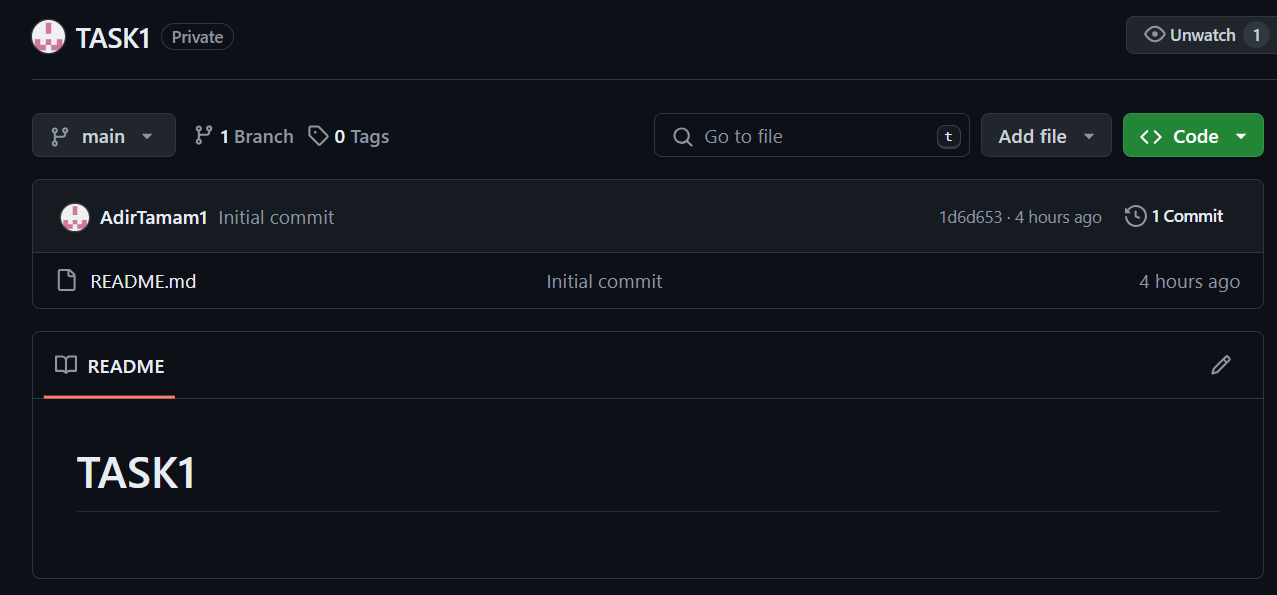 TASK1 Private Unwatch 1
main 1 Branch 0 Tags Go to file t Add file Code
AdirTamam1 Initial commit 1d6d653 · 4 hours ago 1 Commit
README.md Initial commit 4 hours ago
README
TASK1